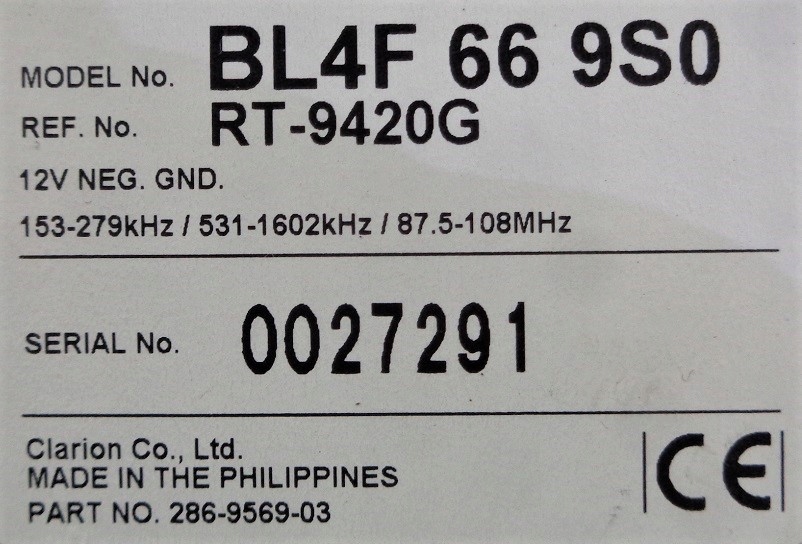 MODEL No. BL4F 66 9S0
REF. No. RT-9420G
12V NEG. GND.
153-279kHz / 531-1602kHz / 87.5-108MHz
SERIAL No. 0027291
Clarion Co., Ltd.
MADE IN THE PHILIPPINES
PART NO. 286-9569-03
CE